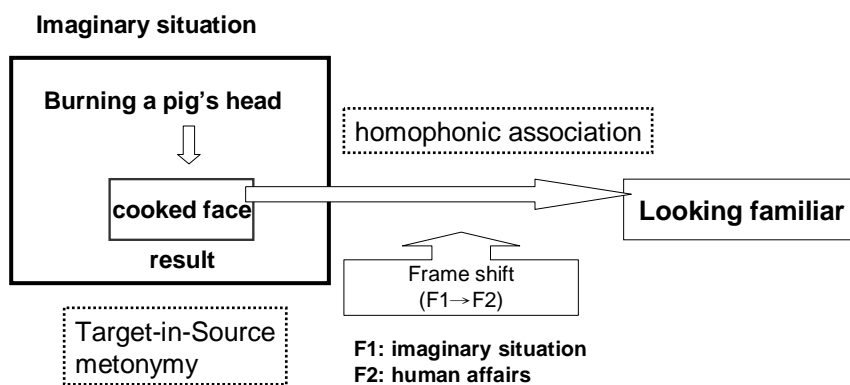 Imaginary situation
Burning a pig's head
homophonic association
cooked face
Looking familiar
result
Frame shift
(F1→F2)
Target-in-Source
metonymy
F1: imaginary situation
F2: human affairs